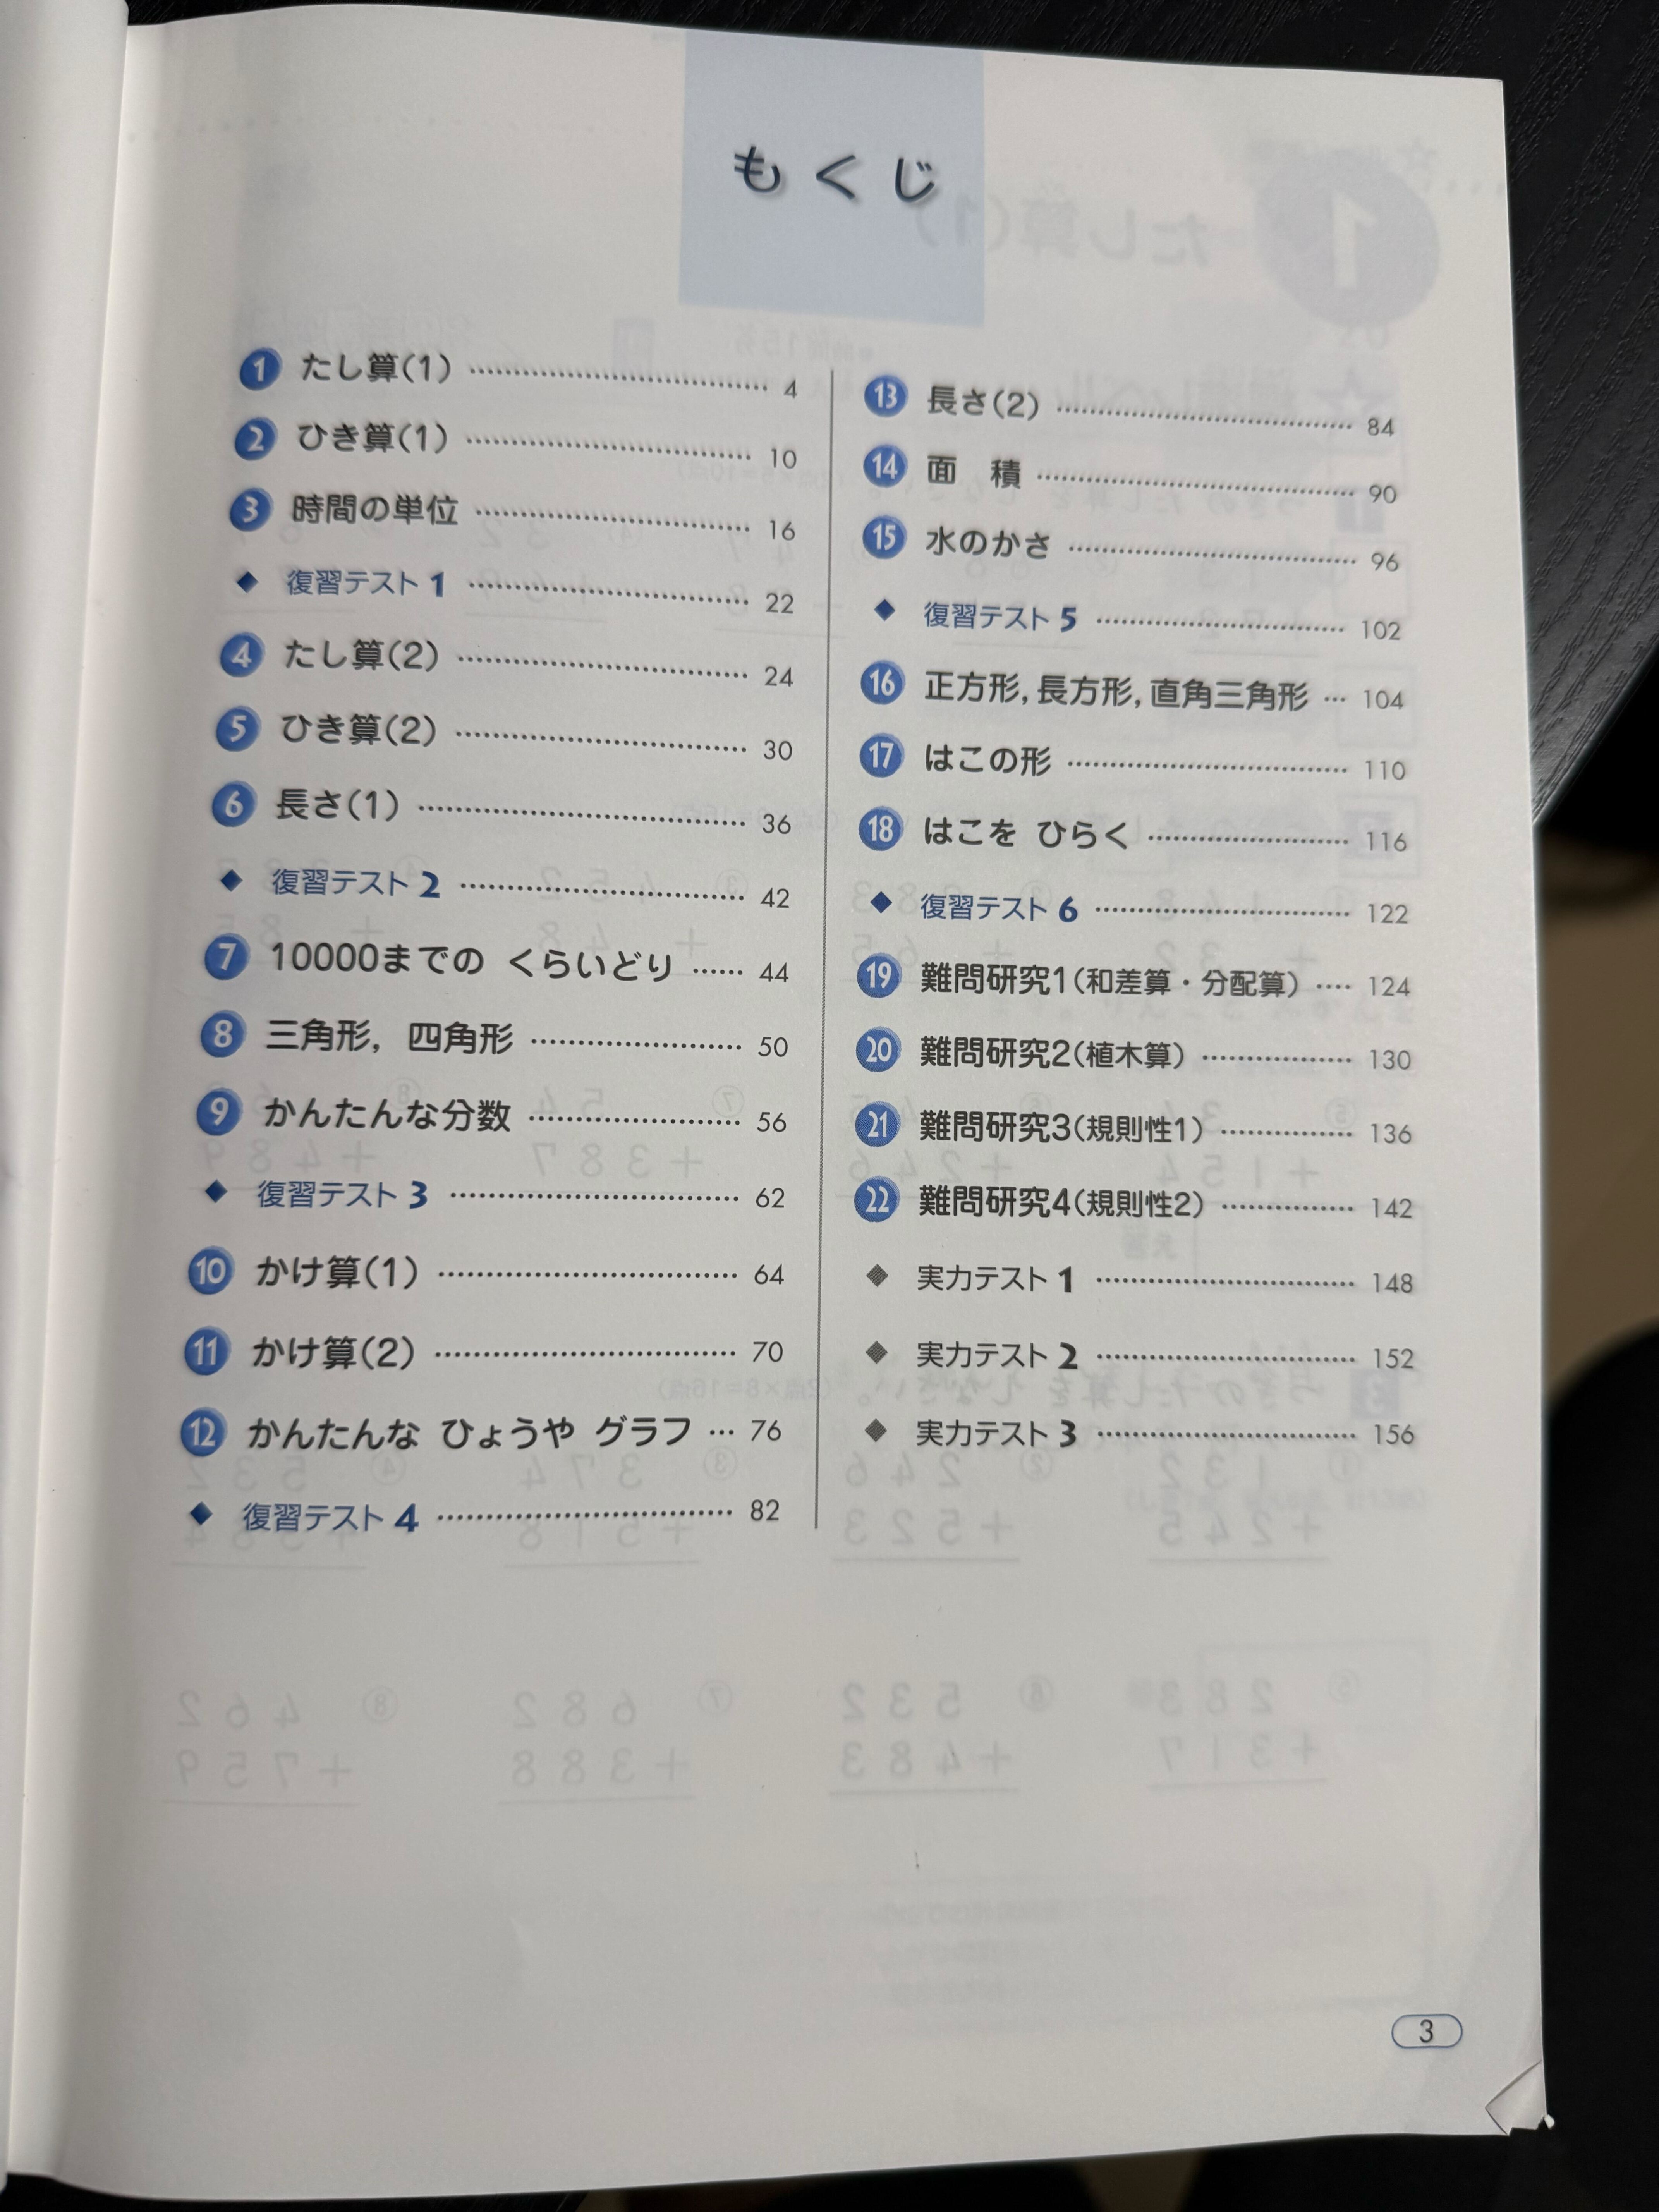 もくじ
1 たし算(1) 4
2 ひき算(1) 10
3 時間の単位 16
◆ 復習テスト 1 22
4 たし算(2) 24
5 ひき算(2) 30
6 長さ(1) 36
◆ 復習テスト 2 42
7 10000までの くらいどり 44
8 三角形, 四角形 50
9 かんたんな分数 56
◆ 復習テスト 3 62
10 かけ算(1) 64
11 かけ算(2) 70
12 かんたんな ひょうや グラフ 76
◆ 復習テスト 4 82
13 長さ(2) 84
14 面 積 90
15 水のかさ 96
◆ 復習テスト 5 102
16 正方形, 長方形, 直角三角形 104
17 はこの形 110
18 はこを ひらく 116
◆ 復習テスト 6 122
19 難問研究1(和差算・分配算) 124
20 難問研究2(植木算) 130
21 難問研究3(規則性1) 136
22 難問研究4(規則性2) 142
◆ 実力テスト 1 148
◆ 実力テスト 2 152
◆ 実力テスト 3 156
3